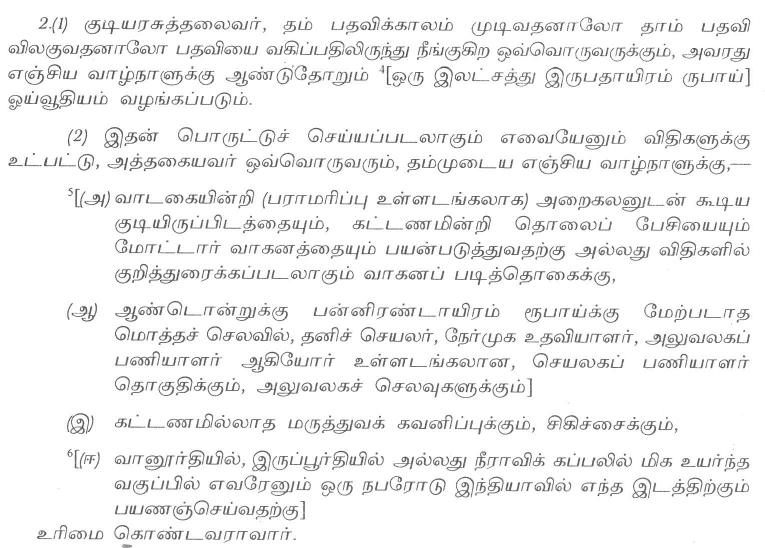 2.(1) குடியரசுத்தலைவர், தம் பதவிக்காலம் முடிவதனாலோ தாம் பதவி
விலகுவதனாலோ பதவியை வகிப்பதிலிருந்து நீங்குகிற ஒவ்வொருவருக்கும், அவரது
எஞ்சிய வாழ்நாளுக்கு ஆண்டுதோறும் 4[ஒரு இலட்சத்து இருபதாயிரம் ருபாய்]
ஓய்வூதியம் வழங்கப்படும்.
(2) இதன் பொருட்டுச் செய்யப்படலாகும் எவையேனும் விதிகளுக்கு
உட்பட்டு, அத்தகையவர் ஒவ்வொருவரும், தம்முடைய எஞ்சிய வாழ்நாளுக்கு,—
5[(அ) வாடகையின்றி (பராமரிப்பு உள்ளடங்கலாக) அறைகலனுடன் கூடிய
குடியிருப்பிடத்தையும், கட்டணமின்றி தொலைப் பேசியையும்
மோட்டார் வாகனத்தையும் பயன்படுத்துவதற்கு அல்லது விதிகளில்
குறித்துரைக்கப்படலாகும் வாகனப் படித்தொகைக்கு,
(ஆ) ஆண்டொன்றுக்கு பன்னிரண்டாயிரம் ரூபாய்க்கு மேற்படாத
மொத்தச் செலவில், தனிச் செயலர், நேர்முக உதவியாளர், அலுவலகப்
பணியாளர் ஆகியோர் உள்ளடங்கலான, செயலகப் பணியாளர்
தொகுதிக்கும், அலுவலகச் செலவுகளுக்கும்]
(இ) கட்டணமில்லாத மருத்துவக் கவனிப்புக்கும், சிகிச்சைக்கும்,
6[(ஈ) வானூர்தியில், இருப்பூர்தியில் அல்லது நீராவிக் கப்பலில் மிக உயர்ந்த
வகுப்பில் எவரேனும் ஒரு நபரோடு இந்தியாவில் எந்த இடத்திற்கும்
பயணஞ்செய்வதற்கு]
உரிமை கொண்டவராவார்.